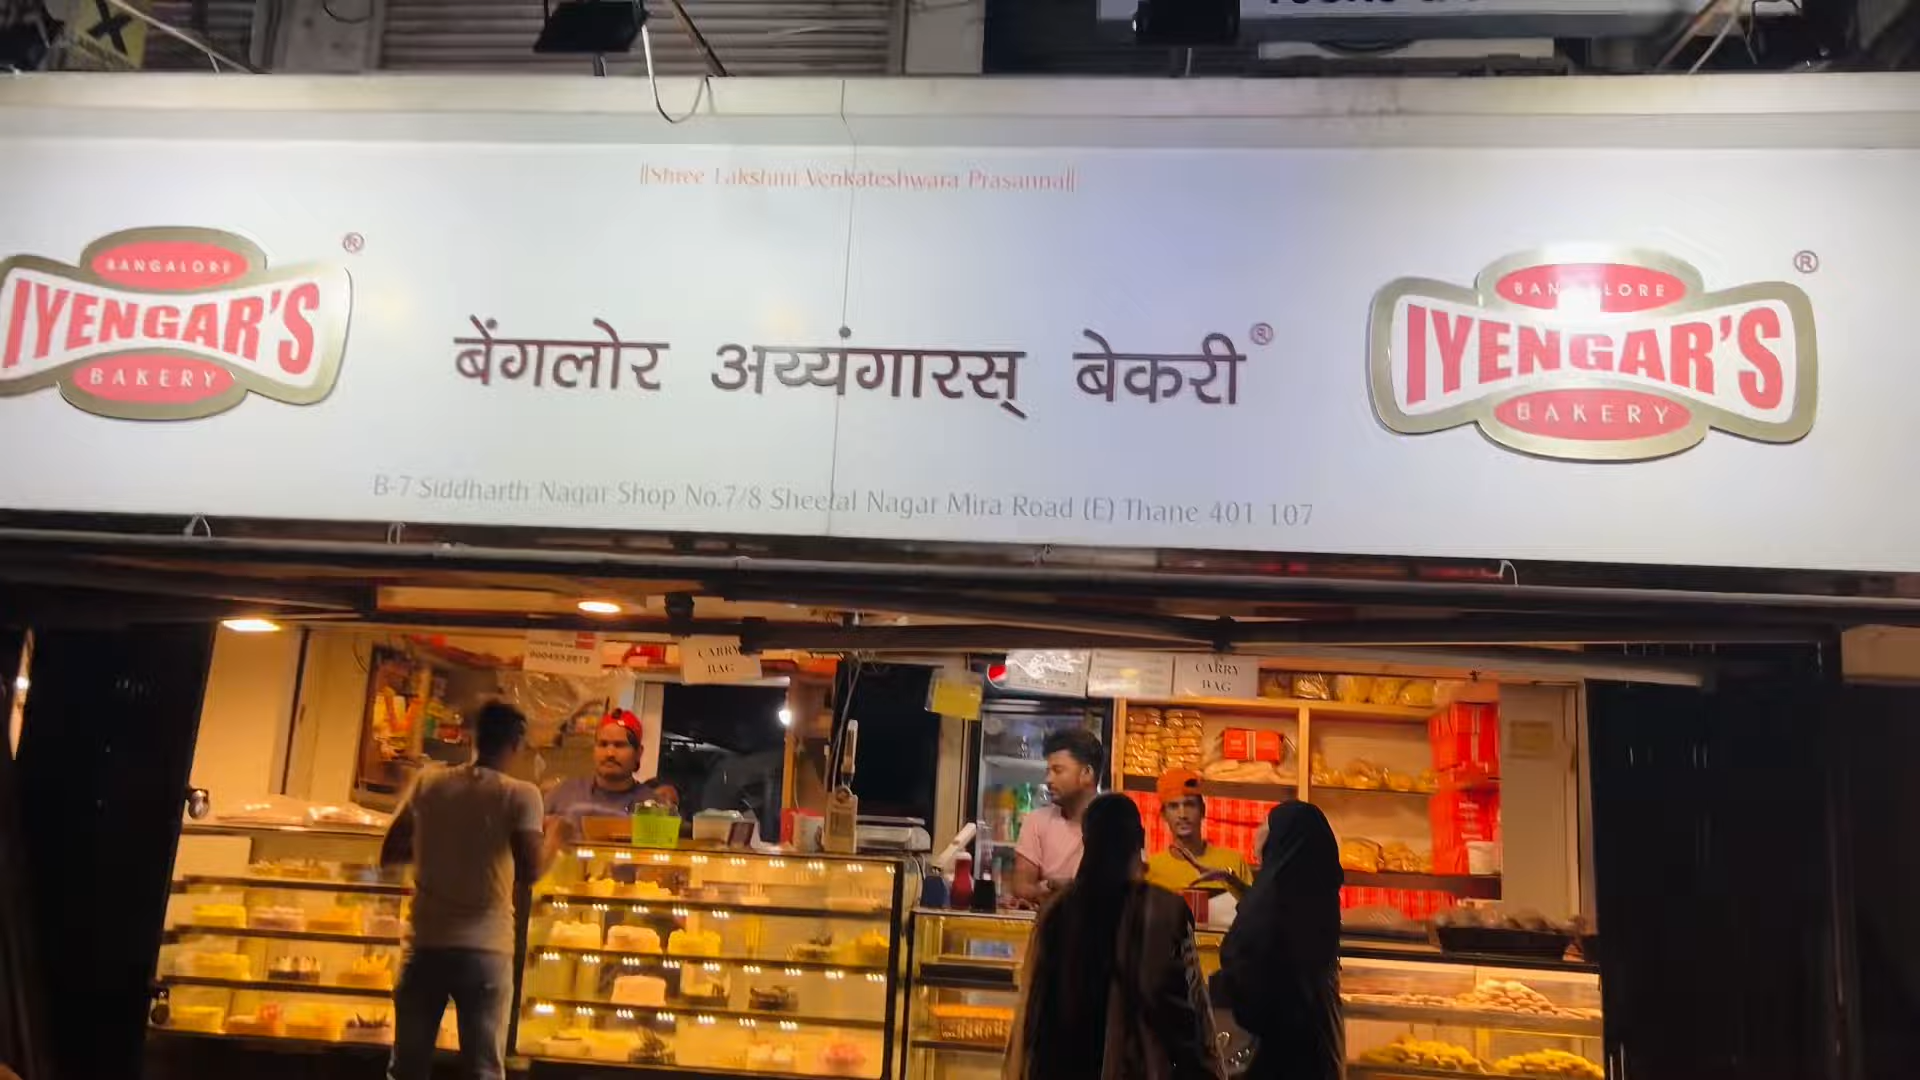 ||Shree Lakshmi Venkateshwara Prasanna||
BANGALORE
IYENGAR'S
BAKERY
®
बेंगलोर अय्यंगारस् बेकरी®
BANGALORE
IYENGAR'S
BAKERY
®
B-7 Siddharth Nagar Shop No.7/8 Sheetal Nagar Mira Road (E) Thane 401 107
CARRY
BAG
CARRY
BAG